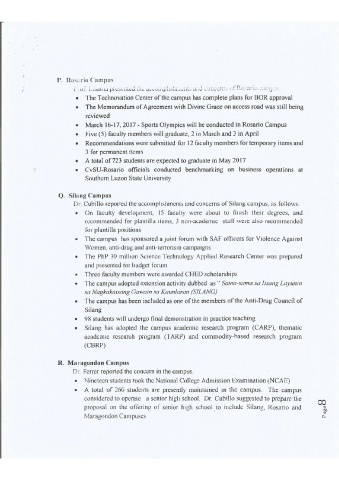 P. Rosario Campus
Prof. presented the accomplishments and concerns of Rosario campus
• The Technovation Center of the campus has complete plans for BOR approval
• The Memorandum of Agreement with Divine Grace on access road was still being
reviewed
• March 16-17, 2017 - Sports Olympics will be conducted in Rosario Campus
• Five (5) faculty members will graduate, 2 in March and 3 in April
• Recommendations were submitted for 12 faculty members for temporary items and
3 for permanent items
• A total of 723 students are expected to graduate in May 2017
• CvSU-Rosario officials conducted benchmarking on business operations at
Southern Luzon State University
Q. Silang Campus
Dr. Cubillo reported the accomplishments and concerns of Silang campus, as follows:
• On faculty development, 15 faculty were about to finish their degrees, and
recommended for plantilla items, 3 non-academic staff were also recommended
for plantilla positions
• The campus has sponsored a joint forum with SAF officers for Violence Against
Women, anti-drug and anti-terrorism campaigns
• The PhP 30 million Science Technology Applied Research Center was prepared
and presented for budget forum
• Three faculty members were awarded CHED scholarships
• The campus adopted extension activity dubbed as " Sama-sama sa Iisang Layunin
sa Nagkakaisang Gawain sa Kaunlaran (SILANG)
• The campus has been included as one of the members of the Anti-Drug Council of
Silang
• 98 students will undergo final demonstration in practice teaching
• Silang has adopted the campus academic research program (CARP), thematic
academic research program (TARP) and commodity-based research program
(CBRP)
R. Maragondon Campus
Dr. Ferrer reported the concern in the campus.
• Nineteen students took the National College Admission Examination (NCAE)
• A total of 266 students are presently maintained in the campus. The campus
considered to operate a senior high school. Dr. Cubillo suggested to prepare the
proposal on the offering of senior high school to include Silang, Rosario and
Maragondon Campuses
Page8